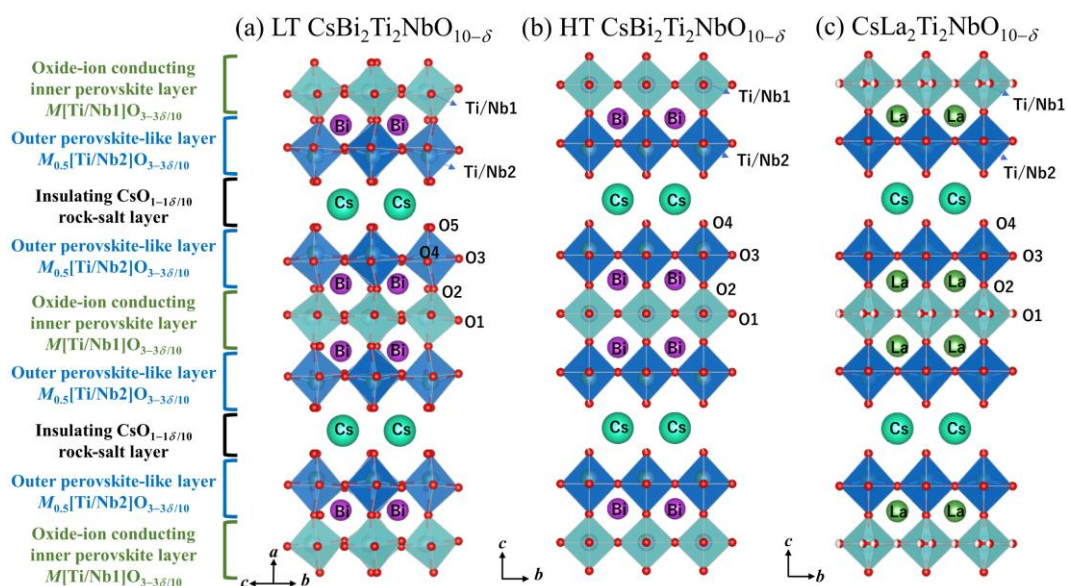 (a) LT CsBi₂Ti₂NbO₁₀₋δ
(b) HT CsBi₂Ti₂NbO₁₀₋δ
(c) CsLa₂Ti₂NbO₁₀₋δ
Oxide-ion conducting
inner perovskite layer
M[Ti/Nb1]O₃₋₃δ/₁₀
Outer perovskite-like layer
M₀.₅[Ti/Nb2]O₃₋₃δ/₁₀
Insulating CsO₁₋₁δ/₁₀
rock-salt layer
Outer perovskite-like layer
M₀.₅[Ti/Nb2]O₃₋₃δ/₁₀
Oxide-ion conducting
inner perovskite layer
M[Ti/Nb1]O₃₋₃δ/₁₀
Outer perovskite-like layer
M₀.₅[Ti/Nb2]O₃₋₃δ/₁₀
Insulating CsO₁₋₁δ/₁₀
rock-salt layer
Outer perovskite-like layer
M₀.₅[Ti/Nb2]O₃₋₃δ/₁₀
Oxide-ion conducting
inner perovskite layer
M[Ti/Nb1]O₃₋₃δ/₁₀
Ti/Nb1
Bi Bi
Ti/Nb2
Cs Cs
O5
O4
O3
Bi Bi
O2
O1
Bi Bi
Cs Cs
Bi Bi
a
c b
Ti/Nb1
Bi Bi
Ti/Nb2
Cs Cs
O4
O3
Bi Bi
O2
O1
Bi Bi
Cs Cs
Bi Bi
c
b
Ti/Nb1
La La
Ti/Nb2
Cs Cs
O4
O3
La La
O2
O1
La La
Cs Cs
La La
c
b